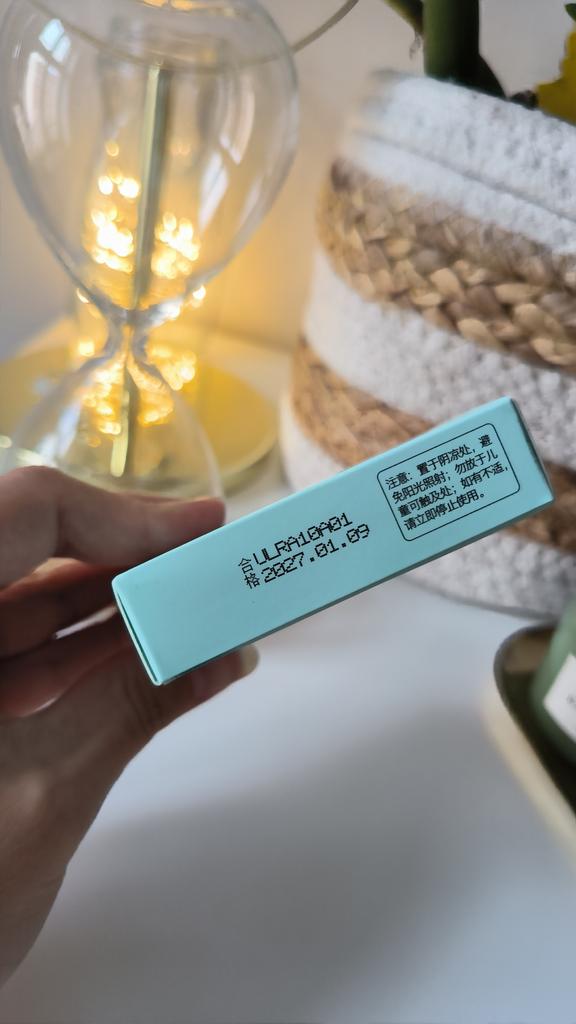 合格
ULRA10A01
2027.01.09
注意：置于阴凉处，避
免阳光照射；勿放于儿
童可触及处；如有不适，
请立即停止使用。